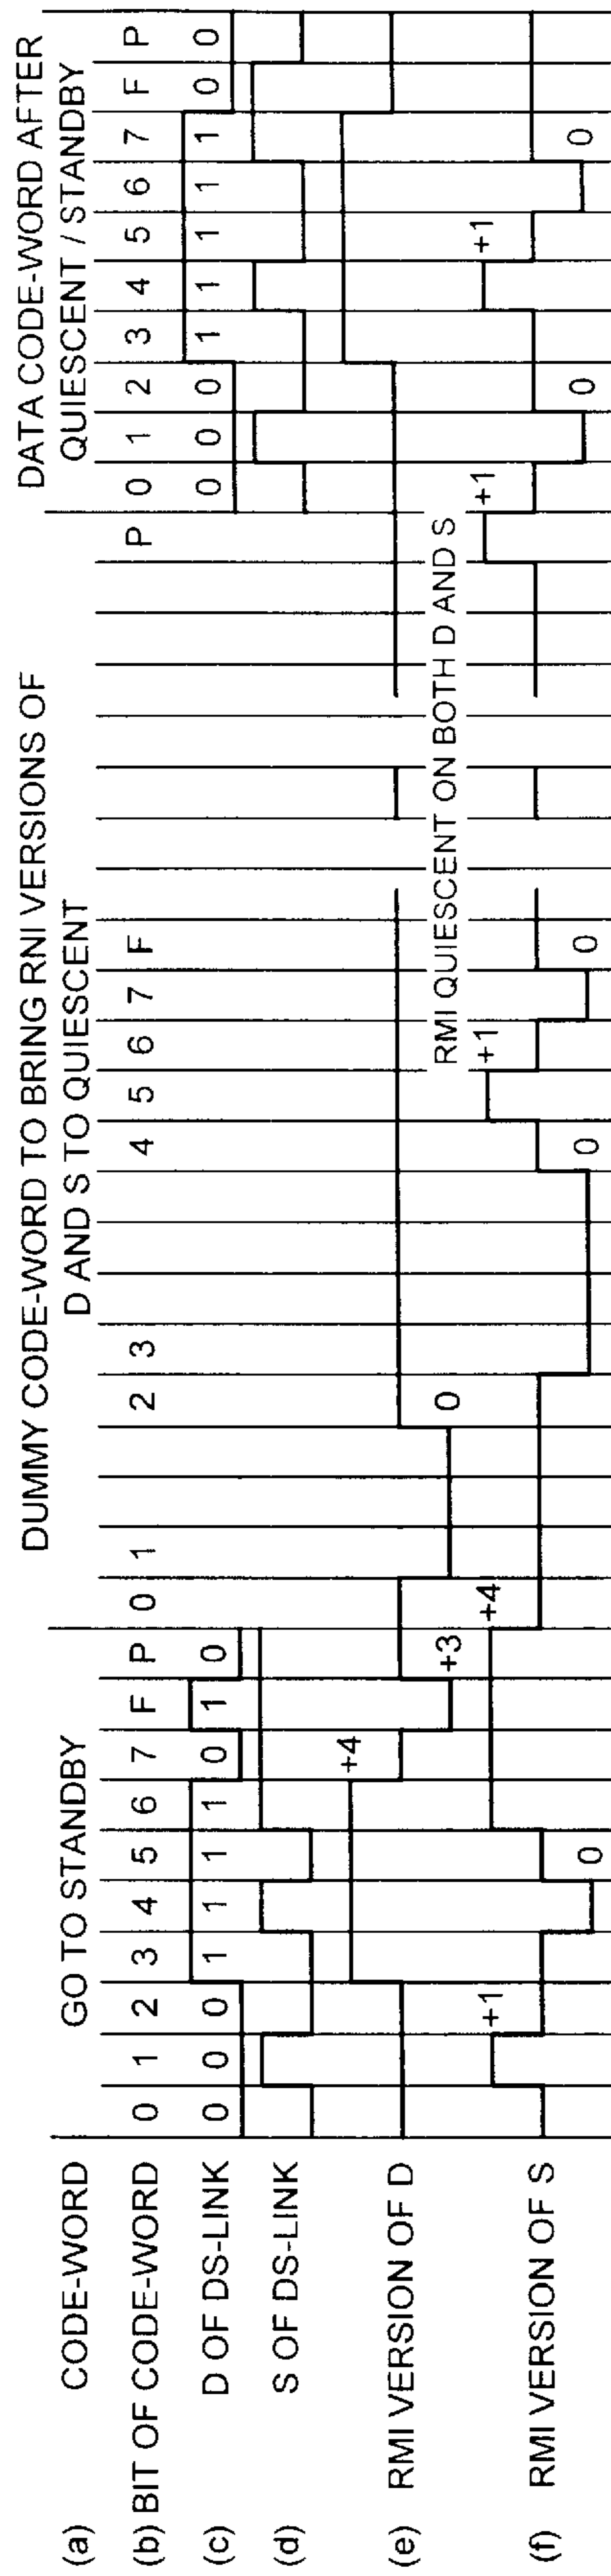 (a) CODE-WORD GO TO STANDBY DUMMY CODE-WORD TO BRING RNI VERSIONS OF DATA CODE-WORD AFTER
D AND S TO QUIESCENT QUIESCENT / STANDBY
(b) BIT OF CODE-WORD 0 1 2 3 4 5 6 7 F P 0 1 2 3 4 5 6 7 F P 0 1 2 3 4 5 6 7 F P
(c) D OF DS-LINK 0 0 0 1 1 1 1 0 1 0 0 0 0 1 1 1 1 1 0 0
(d) S OF DS-LINK
(e) RMI VERSION OF D +4 +3 0
RMI QUIESCENT ON BOTH D AND S
(f) RMI VERSION OF S +1 0 +4 0 +1 0 +1 0 +1 0